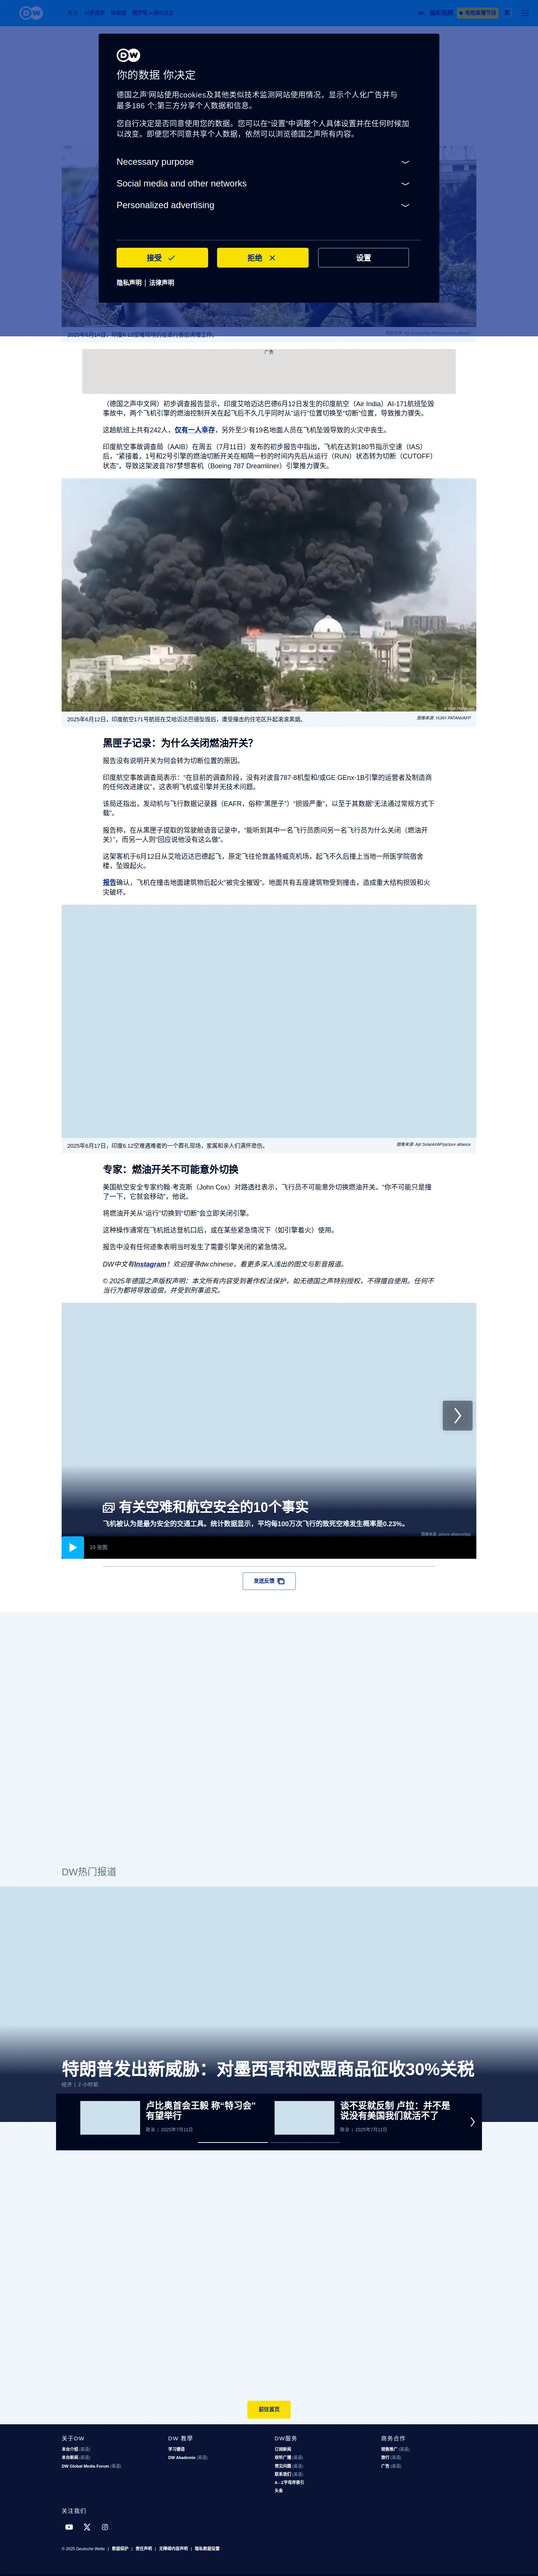 DW
最新视频
电视直播节目
DW
你的数据 你决定
德国之声‘网站使用cookies及其他类似技术监测网站使用情况，显示个人化广告并与
最多186 个;第三方分享个人数据和信息。
您自行决定是否同意使用您的数据。您可以在“设置”中调整个人具体设置并在任何时候加
以改变。即便您不同意共享个人数据，依然可以浏览德国之声所有内容。
Necessary purpose
Social media and other networks
Personalized advertising
接受
拒绝
设置
隐私声明 | 法律声明
2025年6月14日，印度6.12空难现场仍在进行善后清理工作。
广告
（德国之声中文网）初步调查报告显示，印度艾哈迈达巴德6月12日发生的印度航空（Air India）AI-171航班坠毁
事故中，两个飞机引擎的燃油控制开关在起飞后不久几乎同时从“运行”位置切换至“切断”位置，导致推力骤失。
这趟航班上共有242人，仅有一人幸存，另外至少有19名地面人员在飞机坠毁导致的火灾中丧生。
印度航空事故调查局（AAIB）在周五（7月11日）发布的初步报告中指出，飞机在达到180节指示空速（IAS）
后，“紧接着，1号和2号引擎的燃油切断开关在相隔一秒的时间内先后从运行（RUN）状态转为切断（CUTOFF）
状态”，导致这架波音787梦想客机（Boeing 787 Dreamliner）引擎推力骤失。
2025年6月12日，印度航空171号航班在艾哈迈达巴德坠毁后，遭受撞击的住宅区升起滚滚黑烟。
图像来源: VIJAY PATANI/AFP
黑匣子记录：为什么关闭燃油开关？
报告没有说明开关为何会转为切断位置的原因。
印度航空事故调查局表示：“在目前的调查阶段，没有对波音787-8机型和/或GE GEnx-1B引擎的运营者及制造商
的任何改进建议”，这表明飞机或引擎并无技术问题。
该局还指出，发动机与飞行数据记录器（EAFR，俗称“黑匣子”）“损毁严重”，以至于其数据“无法通过常规方式下
载”。
报告称，在从黑匣子提取的驾驶舱语音记录中，“能听到其中一名飞行员质问另一名飞行员为什么关闭（燃油开
关）”，而另一人则“回应说他没有这么做”。
这架客机于6月12日从艾哈迈达巴德起飞，原定飞往伦敦盖特威克机场，起飞不久后撞上当地一所医学院宿舍
楼，坠毁起火。
报告确认，飞机在撞击地面建筑物后起火“被完全摧毁”。地面共有五座建筑物受到撞击，造成重大结构损毁和火
灾破坏。
2025年6月17日，印度6.12空难遇难者的一个葬礼现场，家属和亲人们满怀悲伤。
图像来源: Ajit Solanki/AP/picture alliance
专家：燃油开关不可能意外切换
美国航空安全专家约翰·考克斯（John Cox）对路透社表示，飞行员不可能意外切换燃油开关。“你不可能只是撞
了一下，它就会移动”，他说。
将燃油开关从“运行”切换到“切断”会立即关闭引擎。
这种操作通常在飞机抵达登机口后，或在某些紧急情况下（如引擎着火）使用。
报告中没有任何迹象表明当时发生了需要引擎关闭的紧急情况。
DW中文有Instagram！欢迎搜寻dw.chinese，看更多深入浅出的图文与影音报道。
© 2025年德国之声版权声明：本文所有内容受到著作权法保护，如无德国之声特别授权，不得擅自使用。任何不
当行为都将导致追偿，并受到刑事追究。
有关空难和航空安全的10个事实
飞机被认为是最为安全的交通工具。统计数据显示，平均每100万次飞行的致死空难发生概率是0.23%。
图像来源: picture-alliance/dpa
10 张图
发送反馈
DW热门报道
特朗普发出新威胁：对墨西哥和欧盟商品征收30%关税
经济 | 2 小时前
卢比奥首会王毅 称“特习会”
有望举行
政治 | 2025年7月11日
谈不妥就反制 卢拉：并不是
说没有美国我们就活不了
政治 | 2025年7月11日
前往首页
关于DW
本台介绍 (英语)
本台新闻 (英语)
DW Global Media Forum (英语)
DW 教學
学习德语
DW Akademie (英语)
DW服务
订阅新闻
收听广播 (英语)
常见问题 (英语)
联系我们 (英语)
A - Z字母序索引
头条
商务合作
销售推广 (英语)
旅行 (英语)
广告 (英语)
关注我们
© 2025 Deutsche Welle | 数据保护 | 责任声明 | 无障碍内容声明 | 隐私数据设置